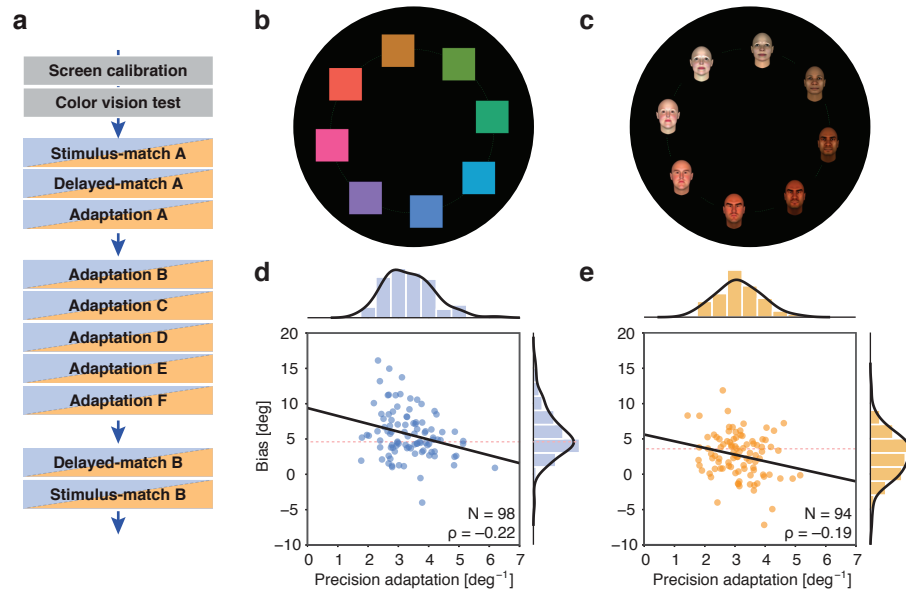 a
Screen calibration
Color vision test
Stimulus-match A
Delayed-match A
Adaptation A
Adaptation B
Adaptation C
Adaptation D
Adaptation E
Adaptation F
Delayed-match B
Stimulus-match B
b
c
d
20
15
10
5
0
−5
−10
Bias [deg]
N = 98
ρ = −0.22
0 1 2 3 4 5 6 7
Precision adaptation [deg⁻¹]
e
20
15
10
5
0
−5
−10
N = 94
ρ = −0.19
0 1 2 3 4 5 6 7
Precision adaptation [deg⁻¹]